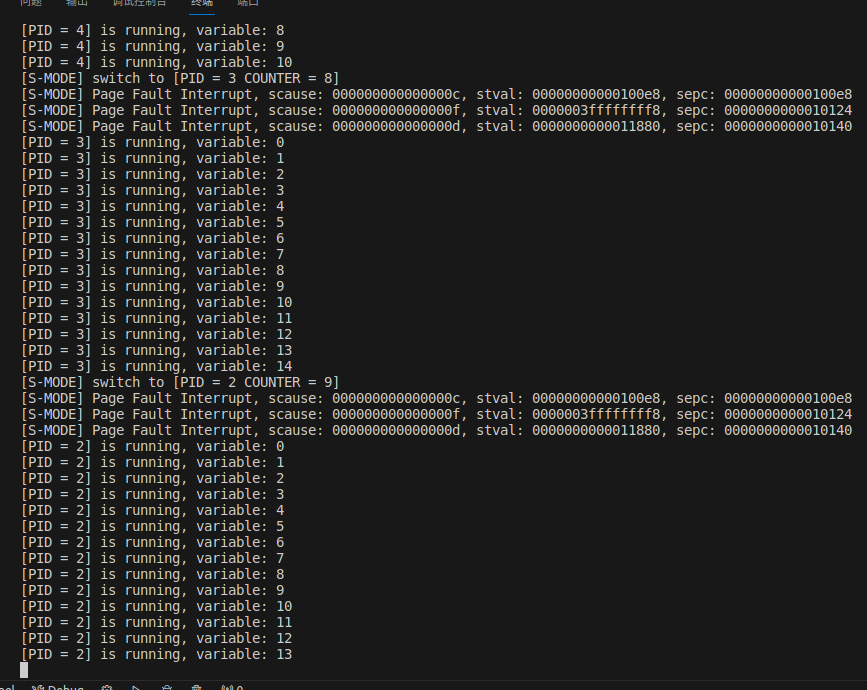 问题 输出 调试控制台 终端 端口
[PID = 4] is running, variable: 8
[PID = 4] is running, variable: 9
[PID = 4] is running, variable: 10
[S-MODE] switch to [PID = 3 COUNTER = 8]
[S-MODE] Page Fault Interrupt, scause: 000000000000000c, stval: 00000000000100e8, sepc: 00000000000100e8
[S-MODE] Page Fault Interrupt, scause: 000000000000000f, stval: 0000003ffffffff8, sepc: 0000000000010124
[S-MODE] Page Fault Interrupt, scause: 000000000000000d, stval: 0000000000011880, sepc: 0000000000010140
[PID = 3] is running, variable: 0
[PID = 3] is running, variable: 1
[PID = 3] is running, variable: 2
[PID = 3] is running, variable: 3
[PID = 3] is running, variable: 4
[PID = 3] is running, variable: 5
[PID = 3] is running, variable: 6
[PID = 3] is running, variable: 7
[PID = 3] is running, variable: 8
[PID = 3] is running, variable: 9
[PID = 3] is running, variable: 10
[PID = 3] is running, variable: 11
[PID = 3] is running, variable: 12
[PID = 3] is running, variable: 13
[PID = 3] is running, variable: 14
[S-MODE] switch to [PID = 2 COUNTER = 9]
[S-MODE] Page Fault Interrupt, scause: 000000000000000c, stval: 00000000000100e8, sepc: 00000000000100e8
[S-MODE] Page Fault Interrupt, scause: 000000000000000f, stval: 0000003ffffffff8, sepc: 0000000000010124
[S-MODE] Page Fault Interrupt, scause: 000000000000000d, stval: 0000000000011880, sepc: 0000000000010140
[PID = 2] is running, variable: 0
[PID = 2] is running, variable: 1
[PID = 2] is running, variable: 2
[PID = 2] is running, variable: 3
[PID = 2] is running, variable: 4
[PID = 2] is running, variable: 5
[PID = 2] is running, variable: 6
[PID = 2] is running, variable: 7
[PID = 2] is running, variable: 8
[PID = 2] is running, variable: 9
[PID = 2] is running, variable: 10
[PID = 2] is running, variable: 11
[PID = 2] is running, variable: 12
[PID = 2] is running, variable: 13
Debug